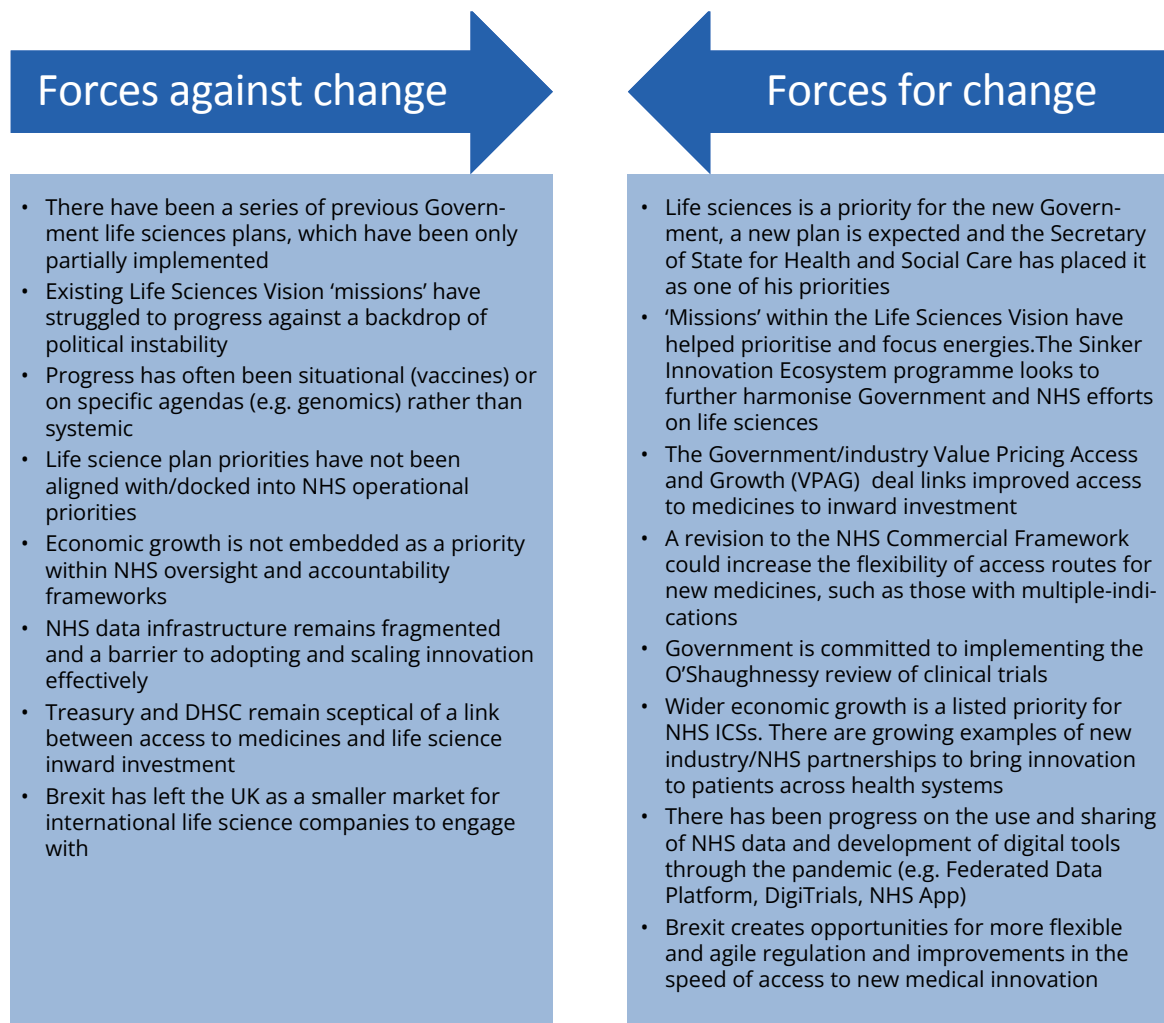 Forces against change
• There have been a series of previous Govern-
ment life sciences plans, which have been only
partially implemented
• Existing Life Sciences Vision ‘missions’ have
struggled to progress against a backdrop of
political instability
• Progress has often been situational (vaccines) or
on specific agendas (e.g. genomics) rather than
systemic
• Life science plan priorities have not been
aligned with/docked into NHS operational
priorities
• Economic growth is not embedded as a priority
within NHS oversight and accountability
frameworks
• NHS data infrastructure remains fragmented
and a barrier to adopting and scaling innovation
effectively
• Treasury and DHSC remain sceptical of a link
between access to medicines and life science
inward investment
• Brexit has left the UK as a smaller market for
international life science companies to engage
with
Forces for change
• Life sciences is a priority for the new Govern-
ment, a new plan is expected and the Secretary
of State for Health and Social Care has placed it
as one of his priorities
• ‘Missions’ within the Life Sciences Vision have
helped prioritise and focus energies.The Sinker
Innovation Ecosystem programme looks to
further harmonise Government and NHS efforts
on life sciences
• The Government/industry Value Pricing Access
and Growth (VPAG) deal links improved access
to medicines to inward investment
• A revision to the NHS Commercial Framework
could increase the flexibility of access routes for
new medicines, such as those with multiple-indi-
cations
• Government is committed to implementing the
O’Shaughnessy review of clinical trials
• Wider economic growth is a listed priority for
NHS ICSs. There are growing examples of new
industry/NHS partnerships to bring innovation
to patients across health systems
• There has been progress on the use and sharing
of NHS data and development of digital tools
through the pandemic (e.g. Federated Data
Platform, DigiTrials, NHS App)
• Brexit creates opportunities for more flexible
and agile regulation and improvements in the
speed of access to new medical innovation